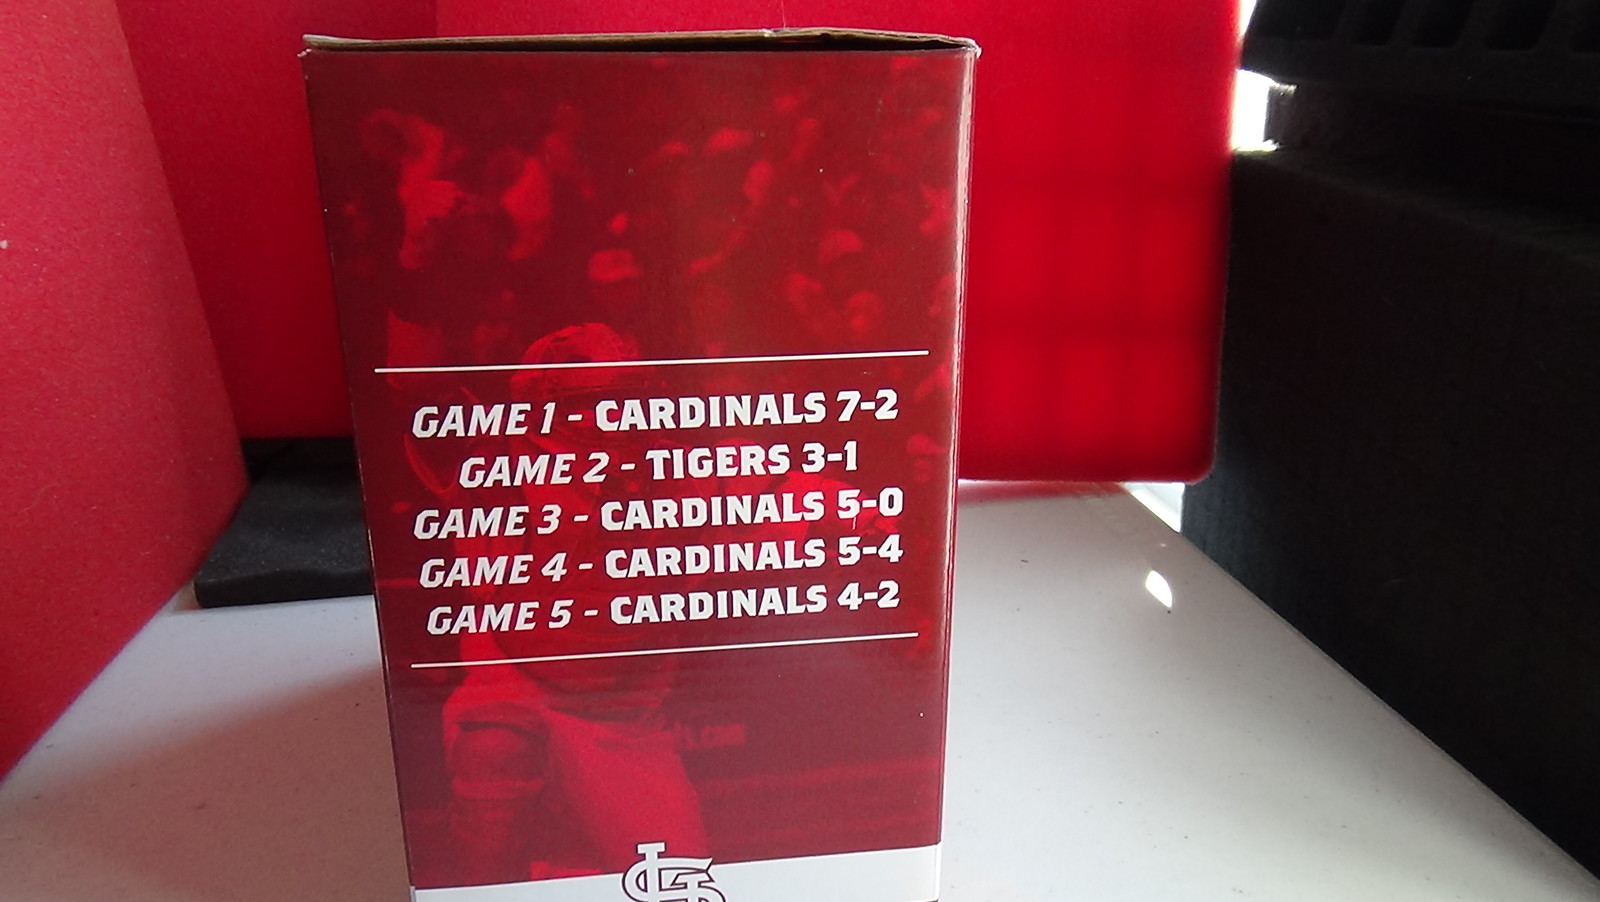 GAME 1 - CARDINALS 7-2
GAME 2 - TIGERS 3-1
GAME 3 - CARDINALS 5-0
GAME 4 - CARDINALS 5-4
GAME 5 - CARDINALS 4-2
STL